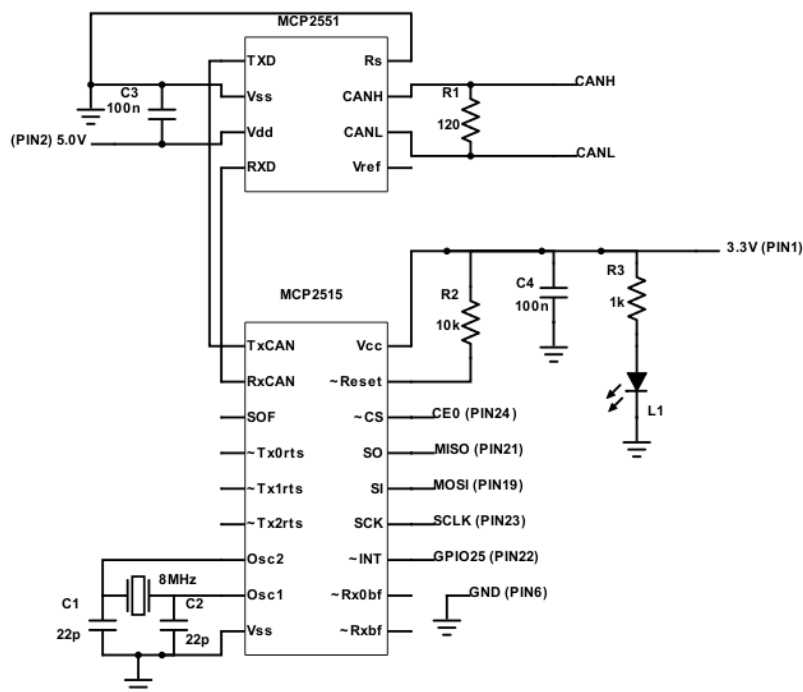 MCP2551
TXD
Rs
C3
100n
Vss
CANH
R1
120
CANH
(PIN2) 5.0V
Vdd
CANL
CANL
RXD
Vref
3.3V (PIN1)
MCP2515
R2
10k
C4
100n
R3
1k
TxCAN
Vcc
RxCAN
~Reset
SOF
~CS
CE0 (PIN24)
L1
~Tx0rts
SO
MISO (PIN21)
~Tx1rts
SI
MOSI (PIN19)
~Tx2rts
SCK
SCLK (PIN23)
Osc2
~INT
GPIO25 (PIN22)
8MHz
C1
22p
C2
22p
Osc1
~Rx0bf
GND (PIN6)
Vss
~Rxbf